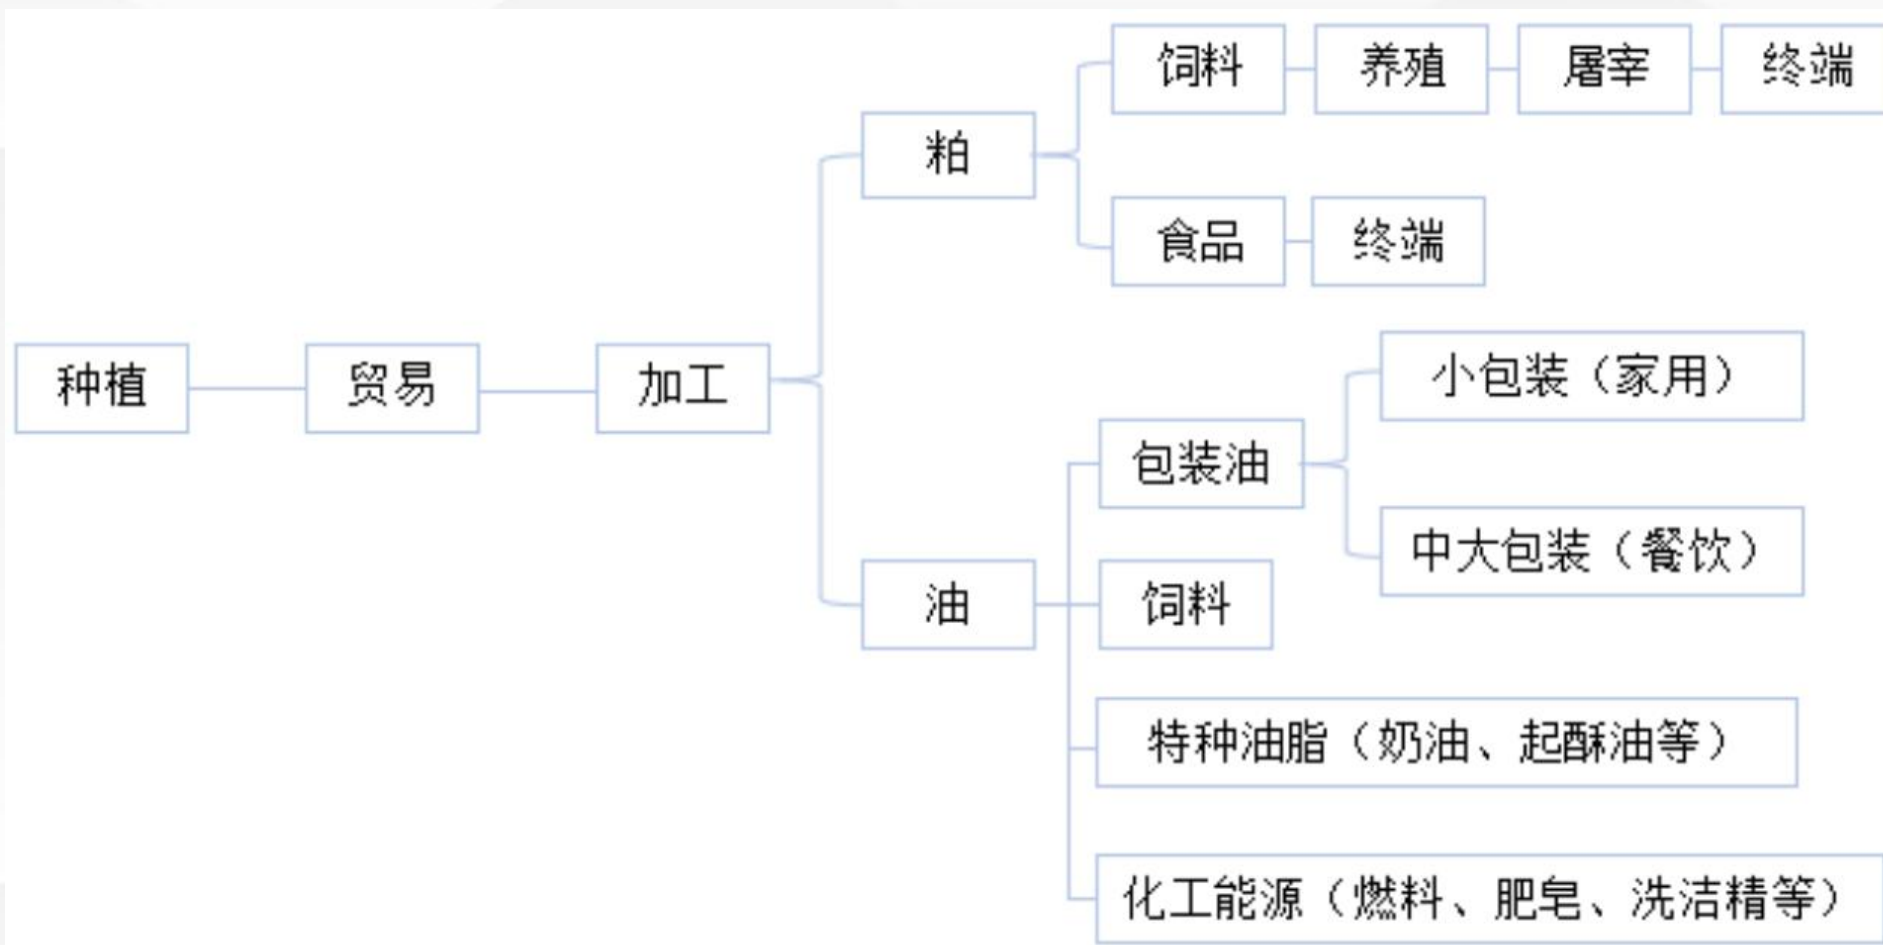 饲料
养殖
屠宰
终端
粕
食品
终端
种植
贸易
加工
小包装（家用）
包装油
中大包装（餐饮）
油
饲料
特种油脂（奶油、起酥油等）
化工能源（燃料、肥皂、洗洁精等）